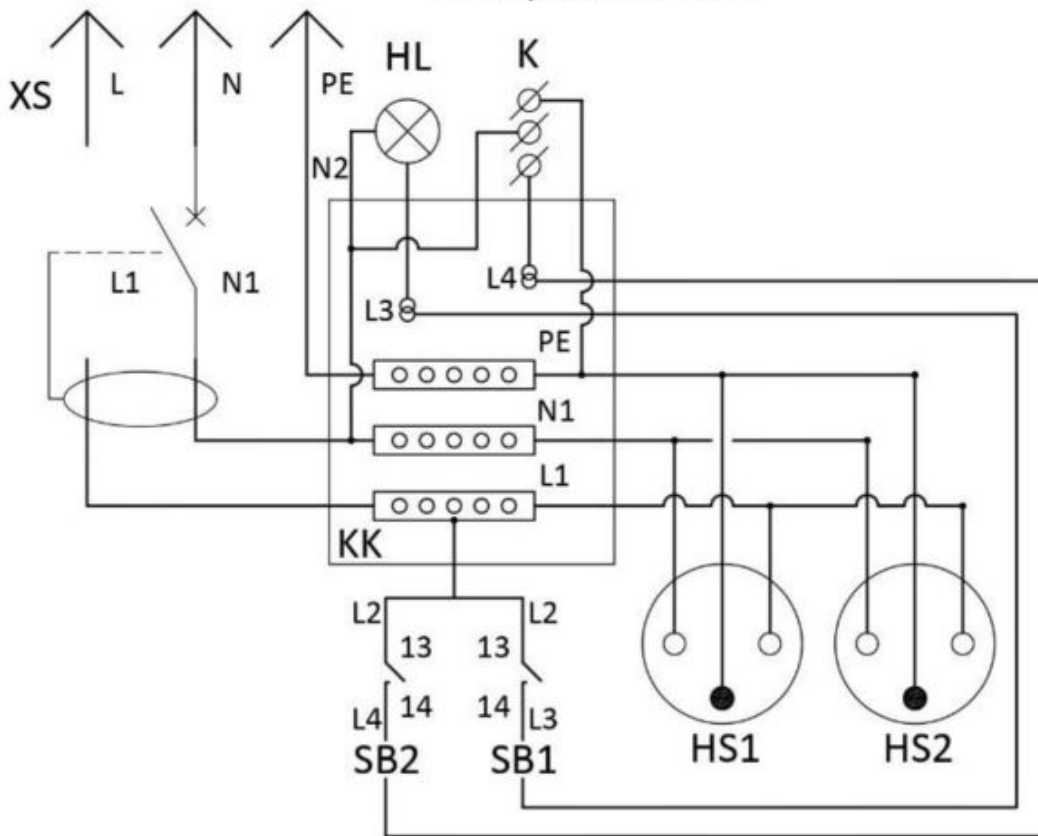 HL K
XS L N PE
N2
L1 N1 L4
L3
PE
N1
L1
KK
L2 L2
13 13
14 14
L4 L3
SB2 SB1 HS1 HS2